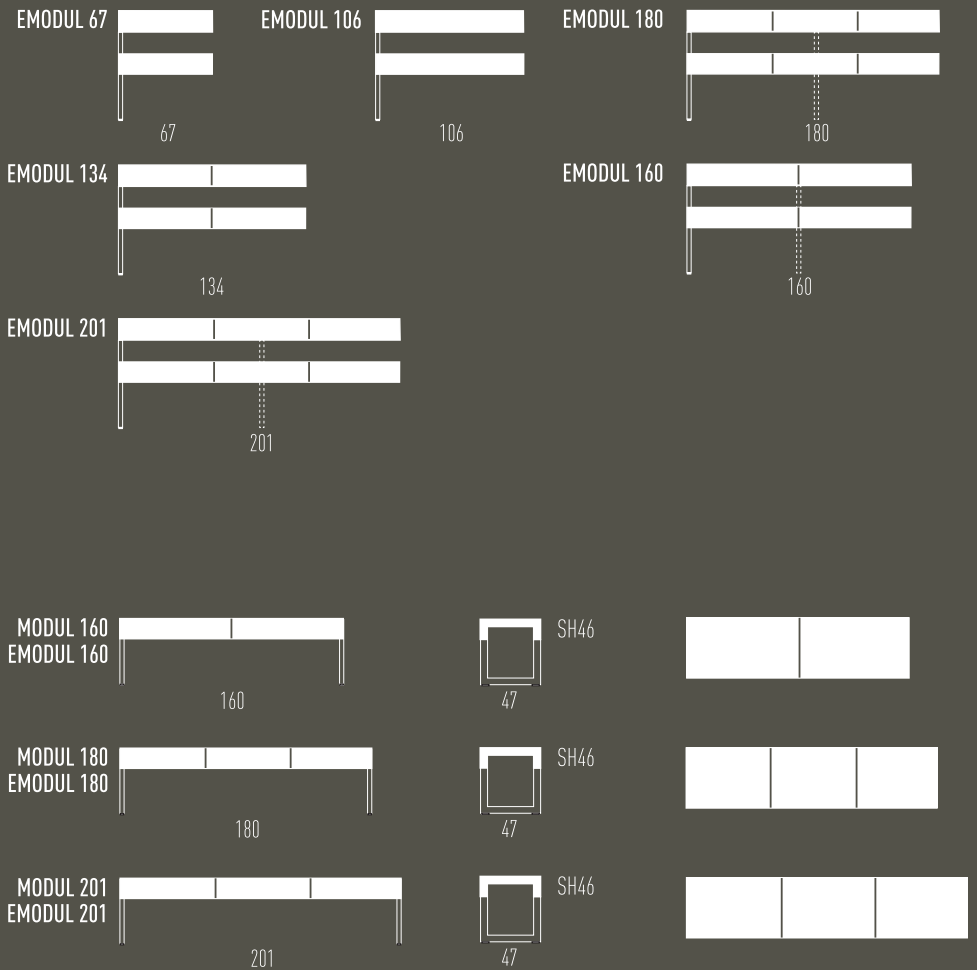 EMODUL 67
EMODUL 106
EMODUL 180
67
106
180
EMODUL 134
EMODUL 160
134
160
EMODUL 201
201
MODUL 160
EMODUL 160
SH46
160
47
MODUL 180
EMODUL 180
SH46
180
47
MODUL 201
EMODUL 201
SH46
201
47